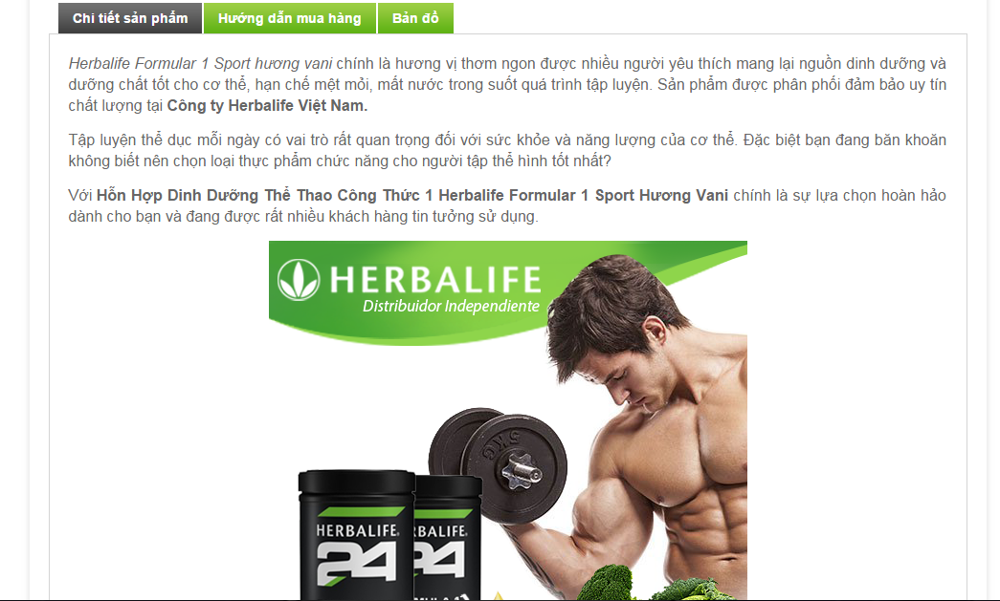 Chi tiết sản phẩm Hướng dẫn mua hàng Bản đồ
Herbalife Formular 1 Sport hương vani chính là hương vị thơm ngon được nhiều người yêu thích mang lại nguồn dinh dưỡng và
dưỡng chất tốt cho cơ thể, hạn chế mệt mỏi, mất nước trong suốt quá trình tập luyện. Sản phẩm được phân phối đảm bảo uy tín
chất lượng tại Công ty Herbalife Việt Nam.
Tập luyện thể dục mỗi ngày có vai trò rất quan trọng đối với sức khỏe và năng lượng của cơ thể. Đặc biệt bạn đang băn khoăn
không biết nên chọn loại thực phẩm chức năng cho người tập thể hình tốt nhất?
Với Hỗn Hợp Dinh Dưỡng Thể Thao Công Thức 1 Herbalife Formular 1 Sport Hương Vani chính là sự lựa chọn hoàn hảo
dành cho bạn và đang được rất nhiều khách hàng tin tưởng sử dụng.
HERBALIFE
Distribuidor Independiente
5KG
HERBALIFE RBALIFE
24 24